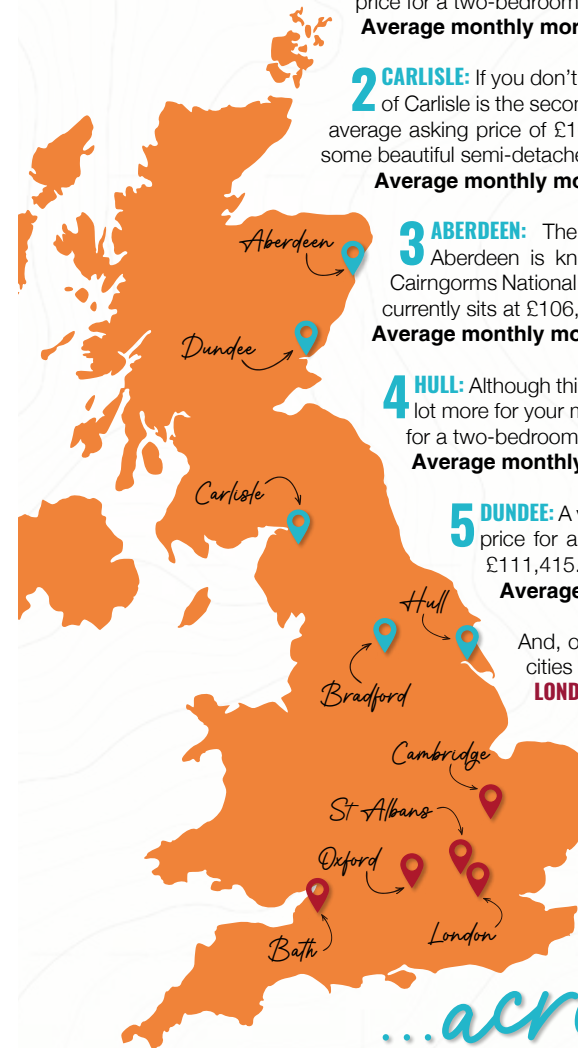 price for a two-bedroom
Average monthly mor
2 CARLISLE: If you don't
of Carlisle is the secon
average asking price of £1
some beautiful semi-detache
Average monthly mo
3 ABERDEEN: The
Aberdeen is kn
Cairngorms National
currently sits at £106,
Average monthly mo
4 HULL: Although thi
lot more for your m
for a two-bedroom
Average monthly
5 DUNDEE: A v
price for a
£111,415.
Average
And, o
cities
LOND
Aberdeen
Dundee
Carlisle
Hull
Bradford
Cambridge
St Albans
Oxford
Bath
London
...acro